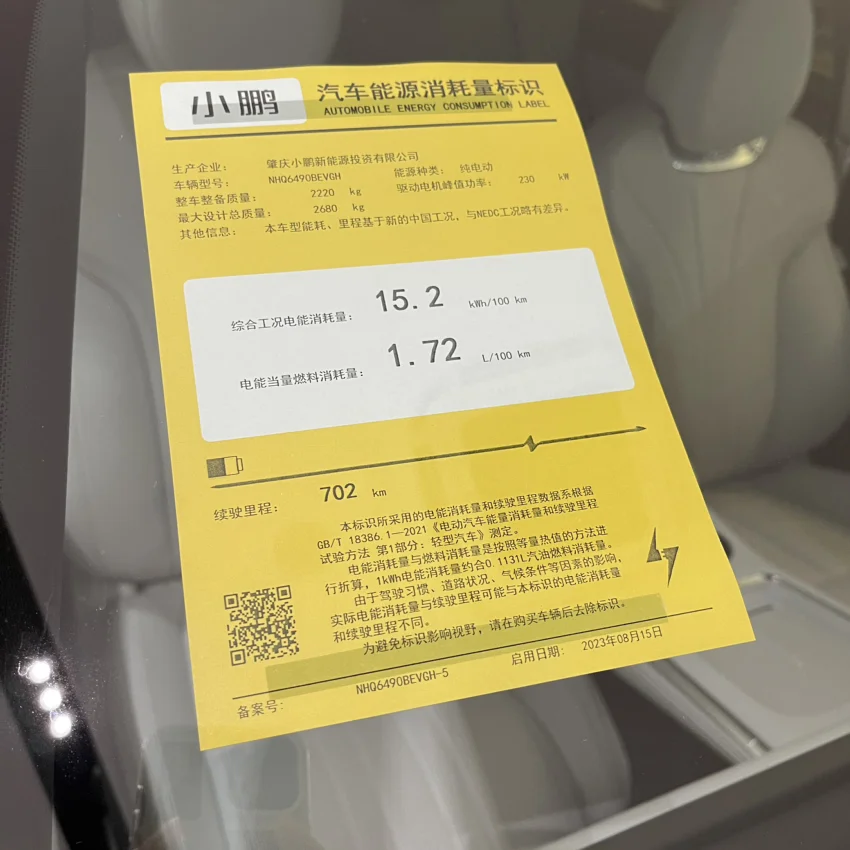 小鹏
汽车能源消耗量标识
AUTOMOBILE ENERGY CONSUMPTION LABEL
生产企业: 肇庆小鹏新能源投资有限公司
车辆型号: NHQ6490BEVGH 能源种类: 纯电动
整车整备质量: 2220 kg 驱动电机峰值功率: 230 kW
最大设计总质量: 2680 kg
其他信息: 本车型能耗、里程基于新的中国工况,与NEDC工况略有差异。
综合工况电能消耗量: 15.2 kWh/100 km
电能当量燃料消耗量: 1.72 L/100 km
续驶里程: 702 km
本标识所采用的电能消耗量和续驶里程数据系根据
GB/T 18386.1—2021《电动汽车能量消耗量和续驶里程
试验方法 第1部分: 轻型汽车》测定。
电能消耗量与燃料消耗量是按照等量热值的方法进
行折算, 1kWh电能消耗量约合0.1131L汽油燃料消耗量。
由于驾驶习惯、道路状况、气候条件等因素的影响,
实际电能消耗量与续驶里程可能与本标识的电能消耗量
和续驶里程不同。
为避免标识影响视野, 请在购买车辆后去除标识。
备案号: NHQ6490BEVGH-5 启用日期: 2023年08月15日